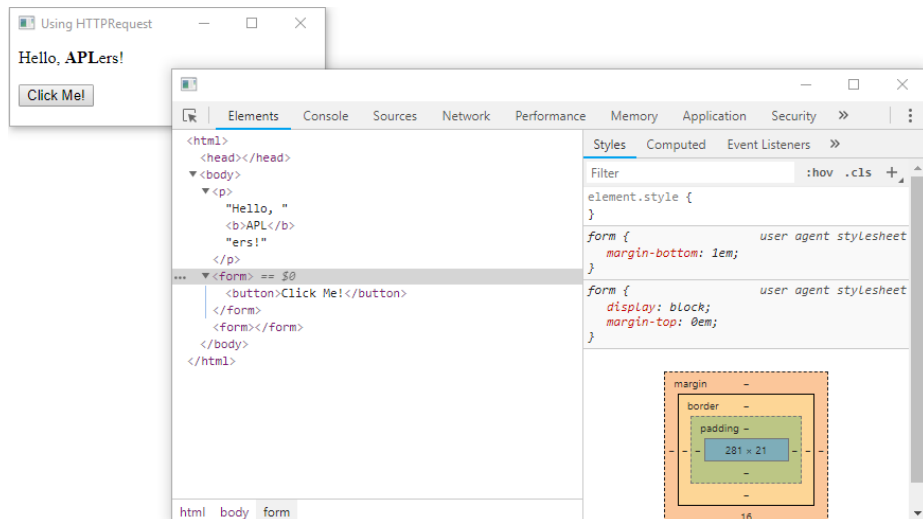 Using HTTPRequest
Hello, APLers!
Click Me!
Elements Console Sources Network Performance Memory Application Security »
<html>
<head></head>
<body>
<p>
"Hello, "
<b>APL</b>
"ers!"
</p>
... <form> == $0
<button>Click Me!</button>
</form>
<form></form>
</body>
</html>
html body form
Styles Computed Event Listeners »
Filter :hov .cls +
element.style {
}
form { user agent stylesheet
margin-bottom: 1em;
}
form { user agent stylesheet
display: block;
margin-top: 0em;
}
margin –
border –
padding –
– – – 281 × 21 – – –
–
–
16